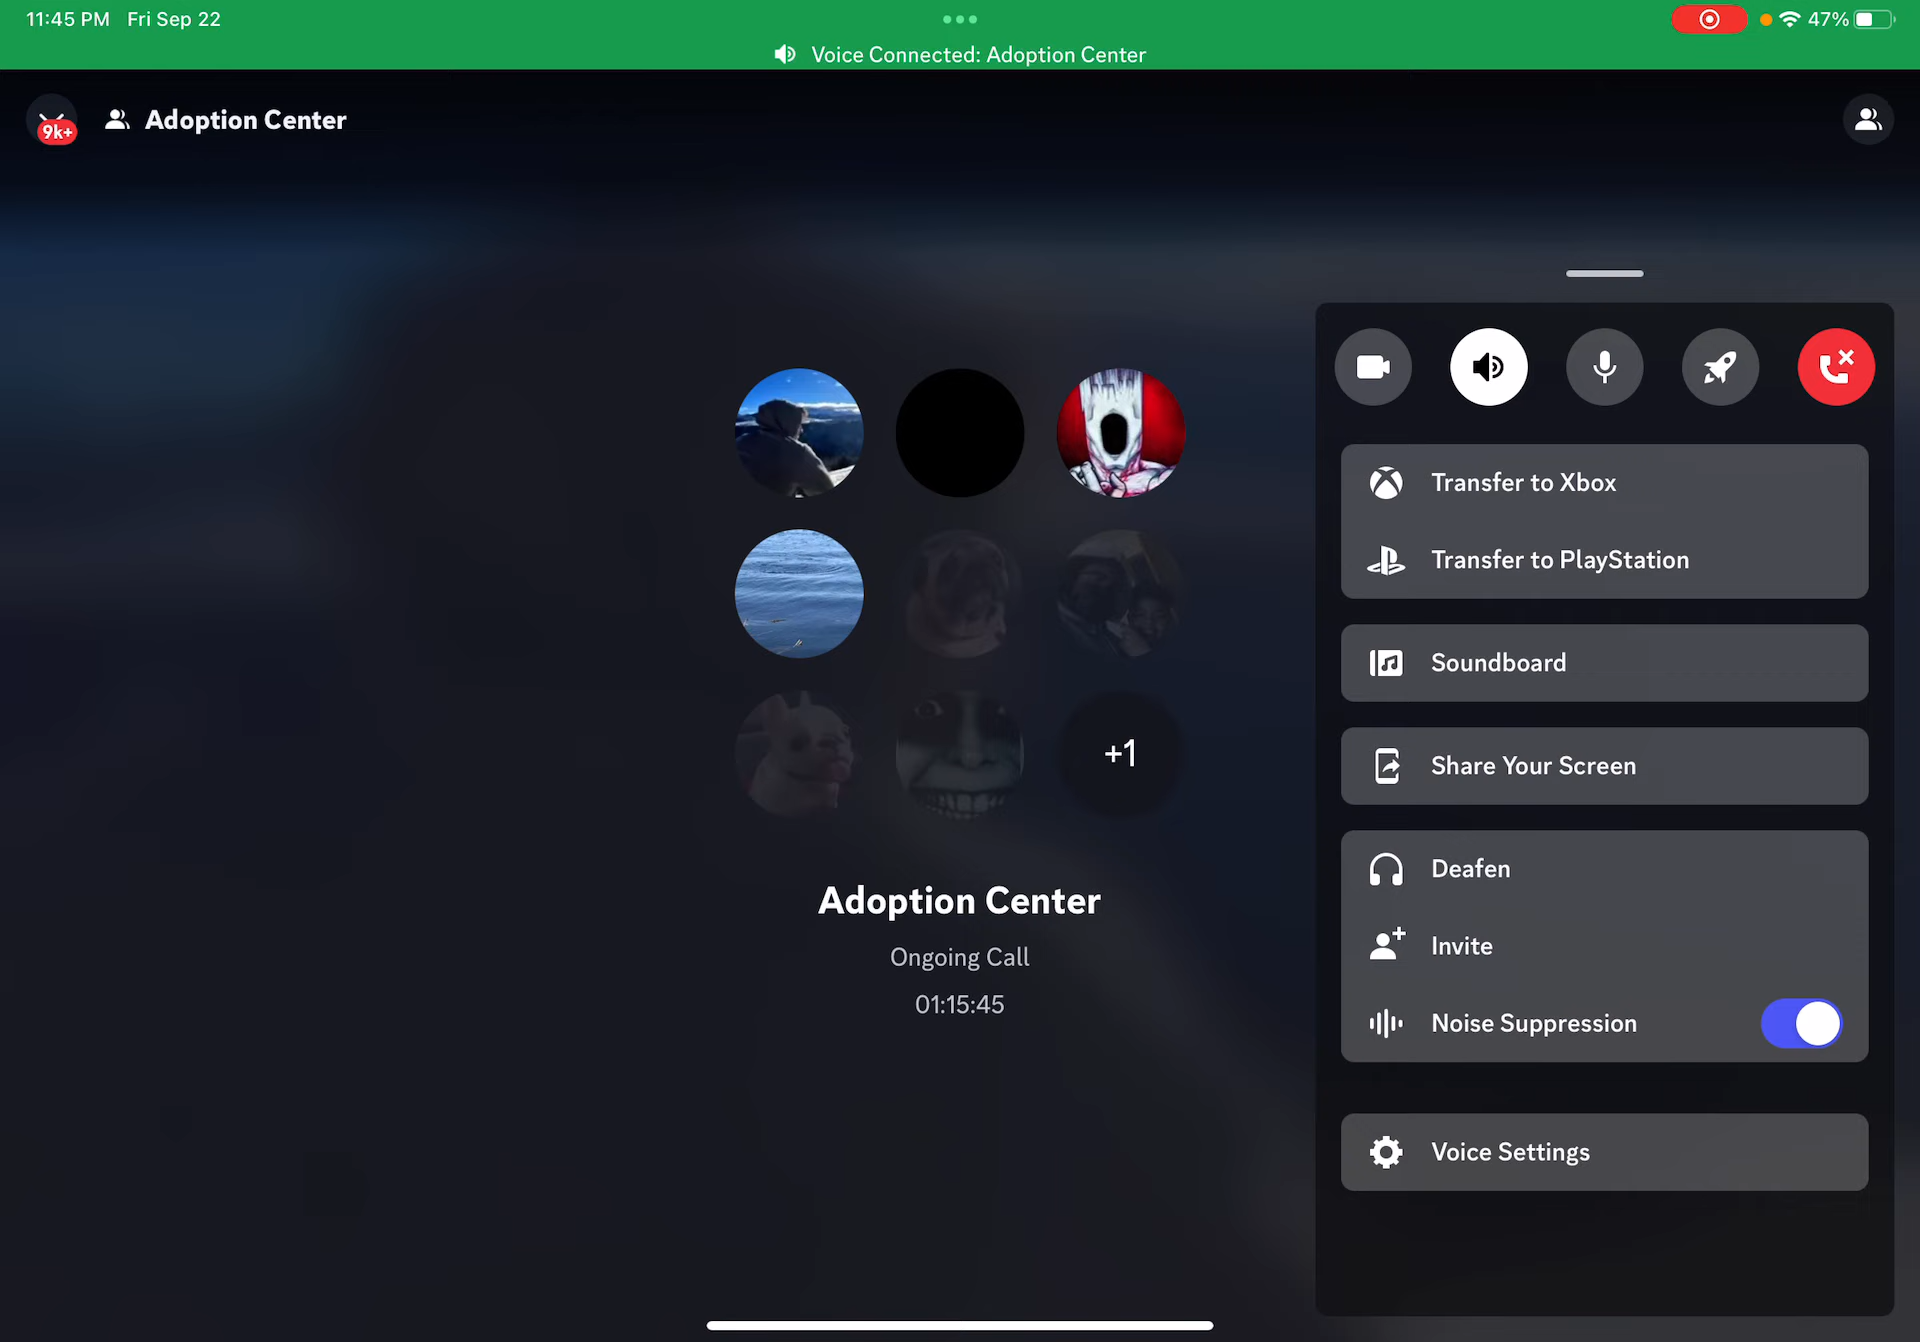 11:45 PM Fri Sep 22
47%
Voice Connected: Adoption Center
9k+
Adoption Center
Transfer to Xbox
Transfer to PlayStation
Soundboard
Share Your Screen
+1
Deafen
Adoption Center
Invite
Ongoing Call
01:15:45
Noise Suppression
Voice Settings